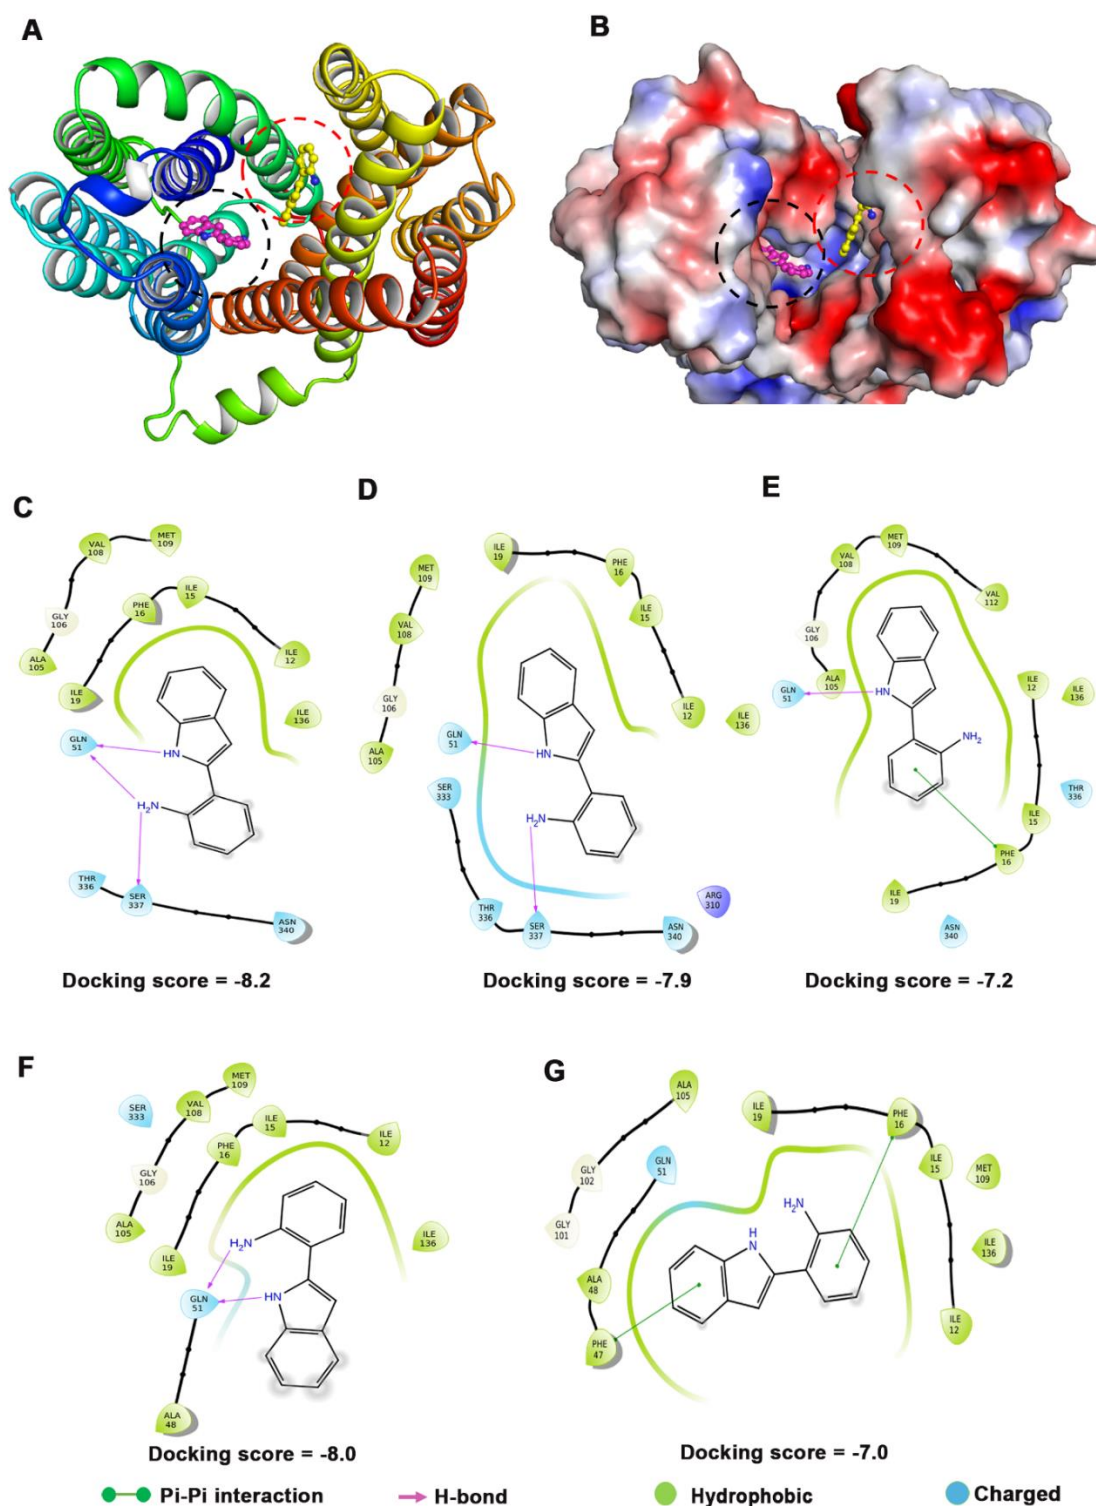 A
B
C
VAL
108
MET
109
GLY
106
PHE
16
ILE
15
ALA
105
ILE
19
ILE
12
ILE
136
GLN
51
HN
H2N
THR
336
SER
337
ASN
340
Docking score = -8.2
D
ILE
19
PHE
16
MET
109
ILE
15
VAL
108
GLY
106
ILE
12
ILE
136
ALA
105
GLN
51
HN
SER
333
H2N
THR
336
SER
337
ARG
310
ASN
340
Docking score = -7.9
E
MET
109
VAL
108
VAL
112
GLY
106
ALA
105
GLN
51
HN
ILE
12
ILE
136
NH2
THR
336
ILE
15
PHE
16
ILE
19
ASN
340
Docking score = -7.2
F
MET
109
SER
333
VAL
108
ILE
15
PHE
16
ILE
12
GLY
106
ALA
105
ILE
19
ILE
136
H2N
GLN
51
HN
ALA
48
Docking score = -8.0
G
ALA
105
ILE
19
PHE
16
GLY
102
GLN
51
ILE
15
MET
109
GLY
101
H2N
H
N
ILE
136
ALA
48
PHE
47
ILE
12
Docking score = -7.0
Pi-Pi interaction
H-bond
Hydrophobic
Charged